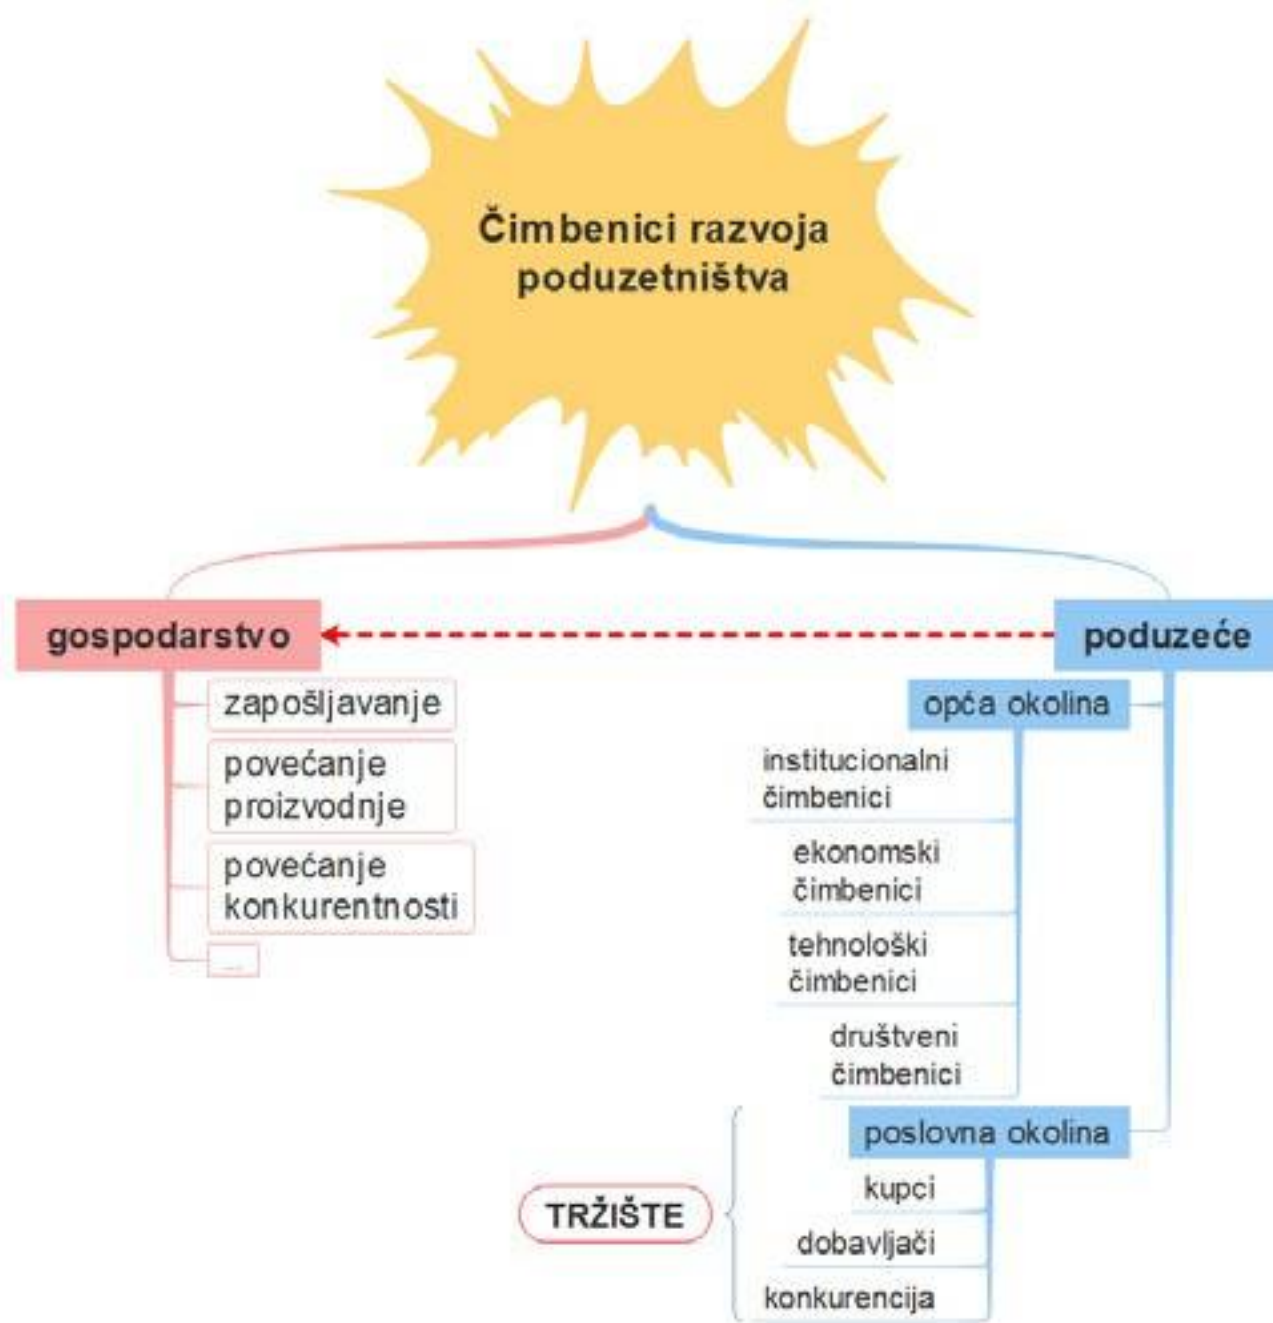 Čimbenici razvoja
poduzetništva
gospodarstvo
zapošljavanje
povećanje
proizvodnje
povećanje
konkurentnosti
...
poduzeće
opća okolina
institucionalni
čimbenici
ekonomski
čimbenici
tehnološki
čimbenici
društveni
čimbenici
poslovna okolina
kupci
dobavljači
konkurencija
TRŽIŠTE